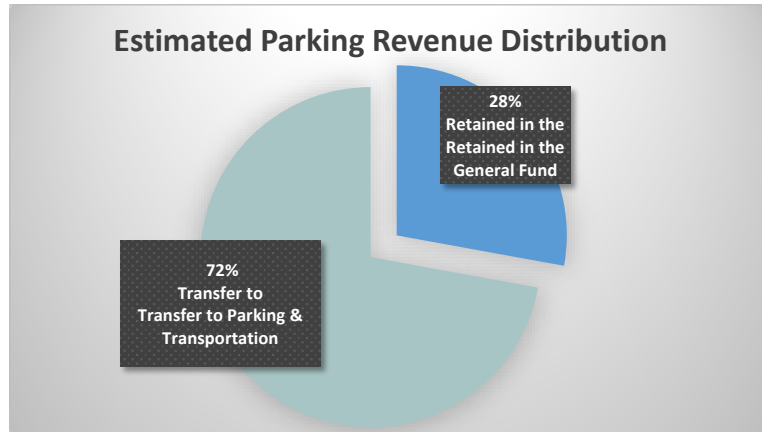 Estimated Parking Revenue Distribution
28%
Retained in the
Retained in the
General Fund
72%
Transfer to
Transfer to Parking &
Transportation